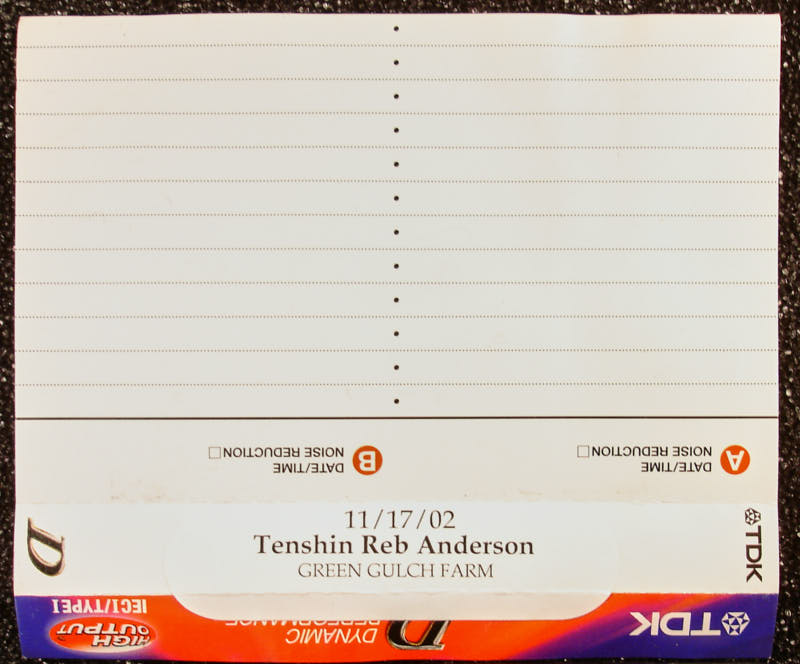 A
DATE/TIME
NOISE REDUCTION
B
DATE/TIME
NOISE REDUCTION
11/17/02
Tenshin Reb Anderson
GREEN GULCH FARM
D
TDK
TDK
D
DYNAMIC
PERFORMANCE
HIGH
OUTPUT
IECI/TYPE I